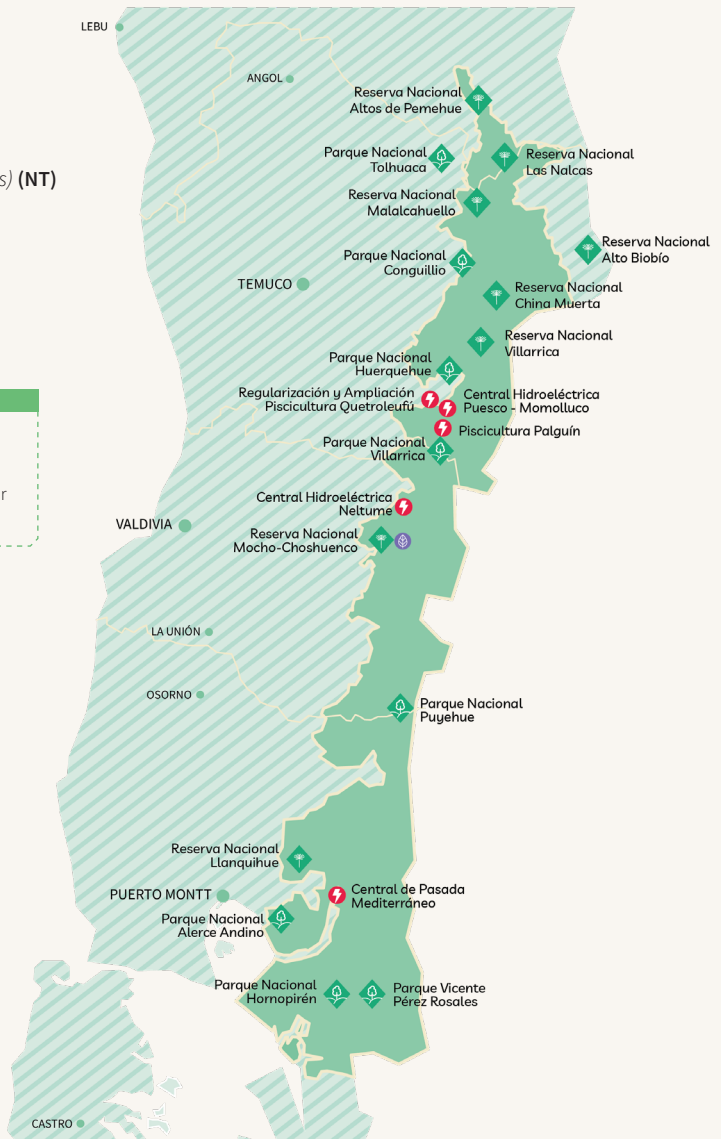 LEBU
ANGOL
Reserva Nacional
Altos de Pemehue
Parque Nacional
Tolhuaca
Reserva Nacional
Las Nalcas
s) (NT)
Reserva Nacional
Malalcahuello
Reserva Nacional
Alto Biobío
Parque Nacional
Conguillio
TEMUCO
Reserva Nacional
China Muerta
Reserva Nacional
Villarrica
Parque Nacional
Huerquehue
Regularización y Ampliación
Piscicultura Quetroleufú
Central Hidroeléctrica
Puesco - Momolluco
Piscicultura Palguín
Parque Nacional
Villarrica
r
Central Hidroeléctrica
Neltume
VALDIVIA
Reserva Nacional
Mocho-Choshuenco
LA UNIÓN
OSORNO
Parque Nacional
Puyehue
Reserva Nacional
Llanquihue
PUERTO MONTT
Central de Pasada
Mediterráneo
Parque Nacional
Alerce Andino
Parque Nacional
Hornopirén
Parque Vicente
Pérez Rosales
CASTRO